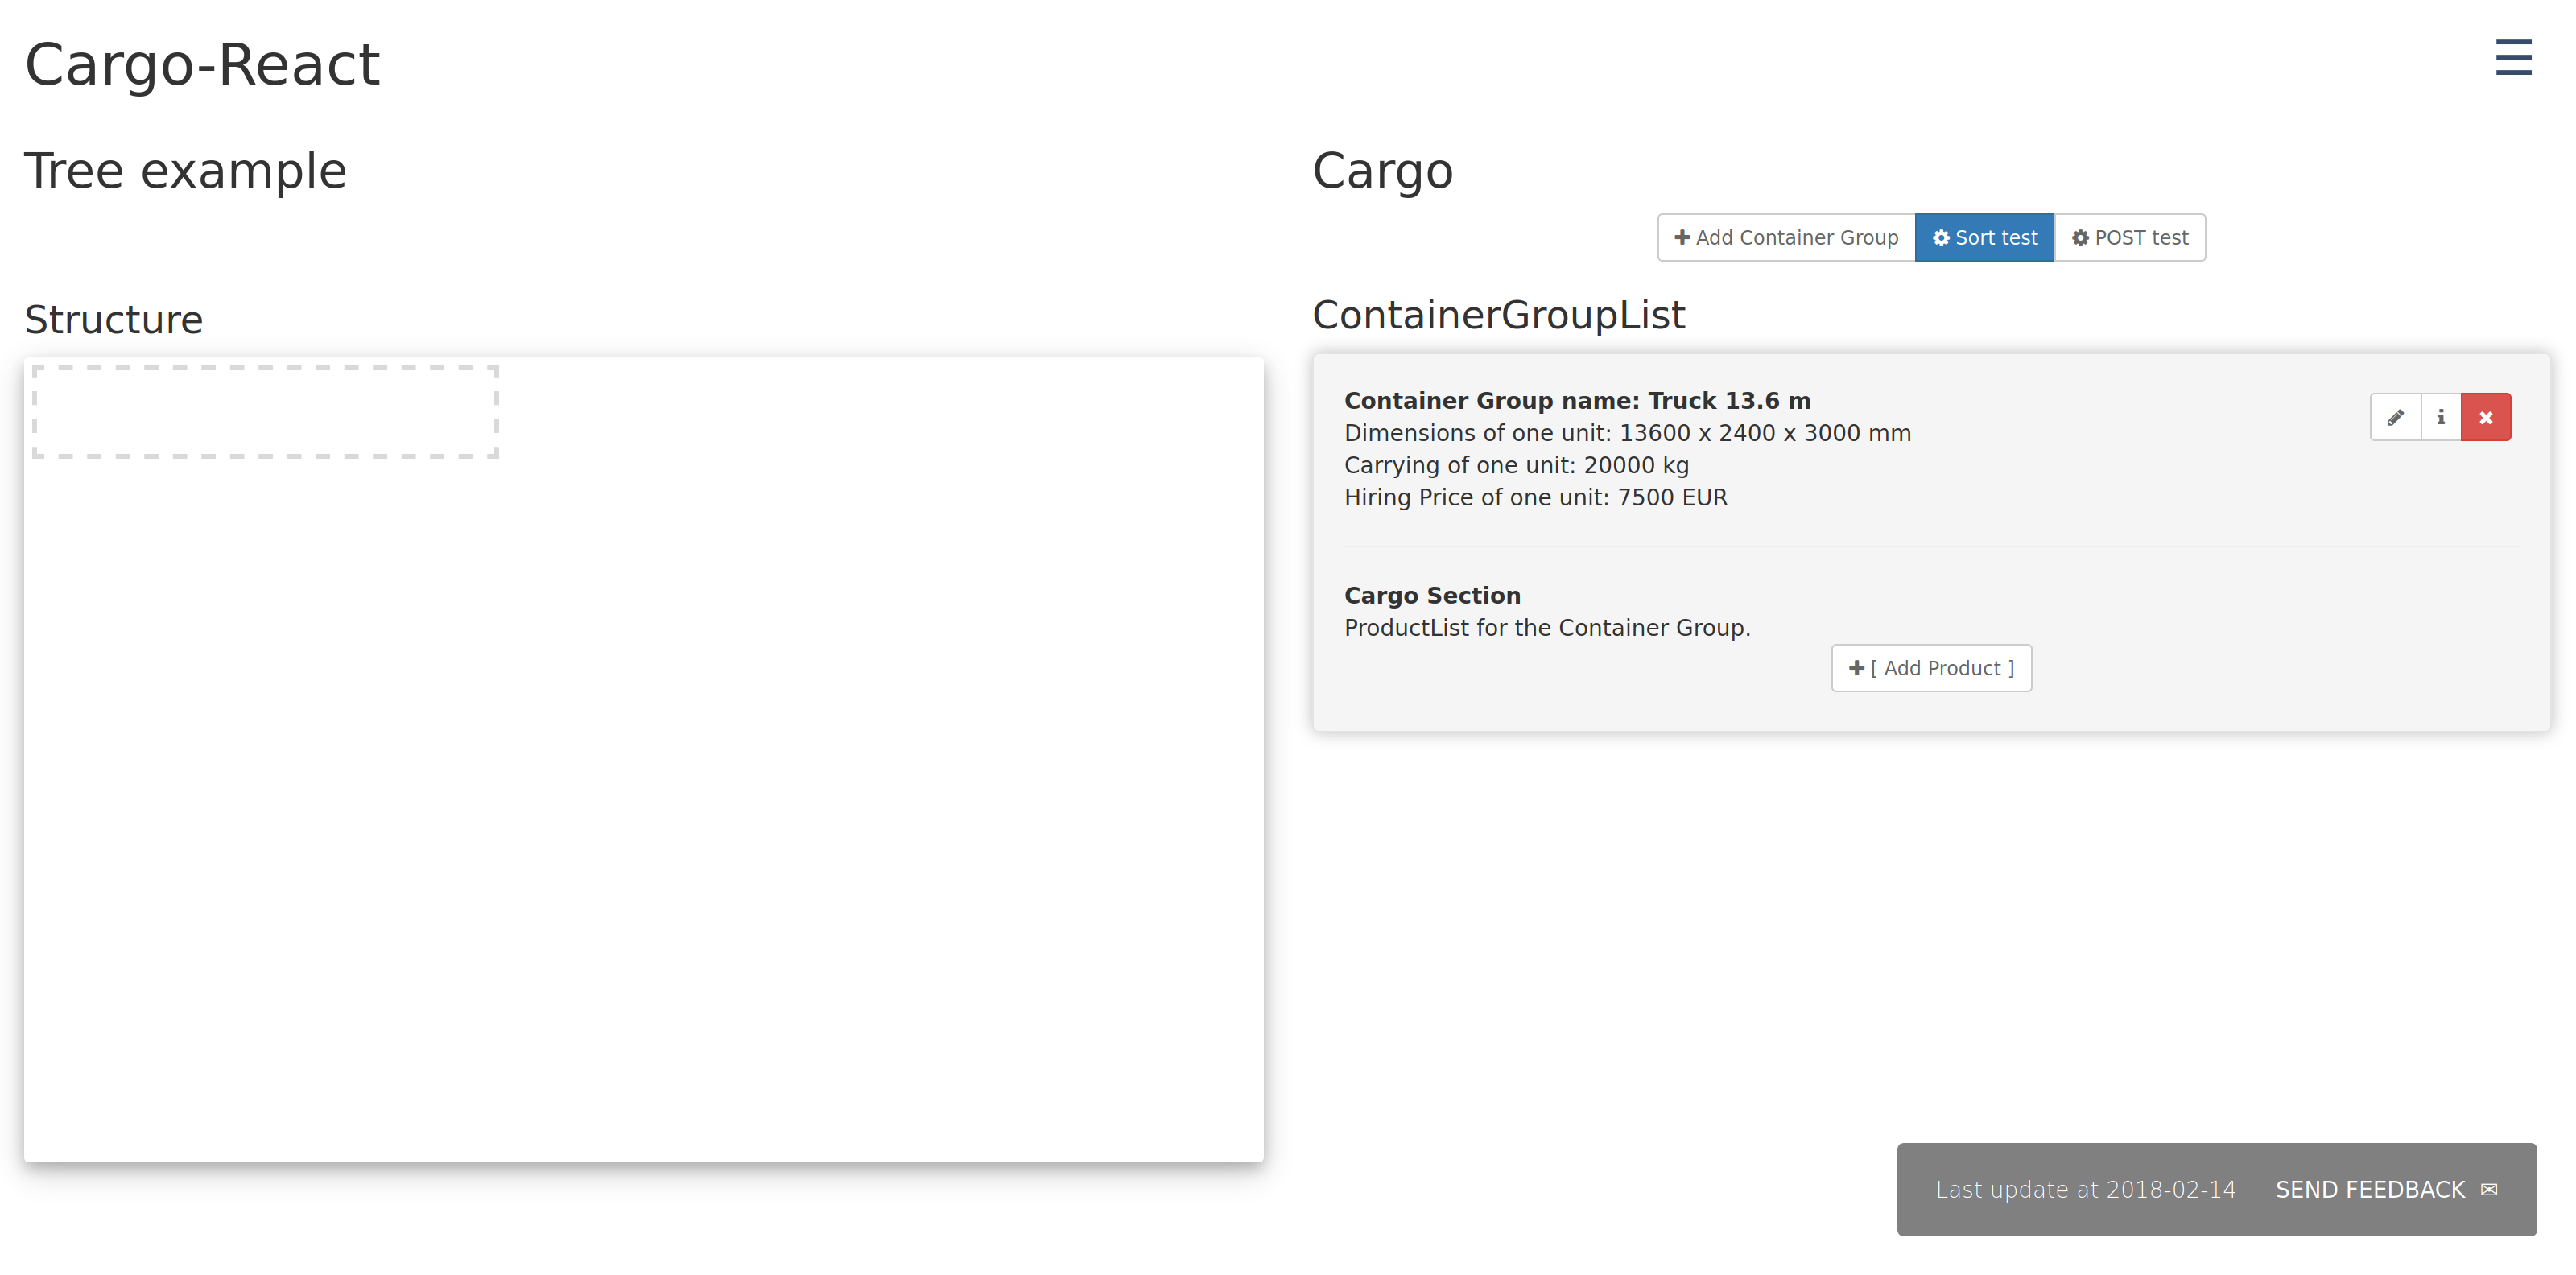 Cargo-React
Tree example
Structure
Cargo
Add Container Group
Sort test
POST test
ContainerGroupList
Container Group name: Truck 13.6 m
Dimensions of one unit: 13600 x 2400 x 3000 mm
Carrying of one unit: 20000 kg
Hiring Price of one unit: 7500 EUR
Cargo Section
ProductList for the Container Group.
[ Add Product ]
Last update at 2018-02-14 SEND FEEDBACK